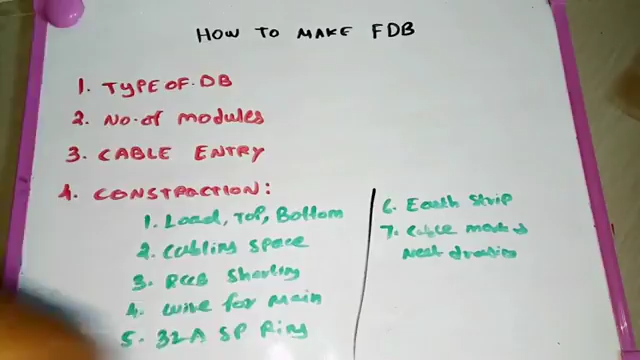 HOW TO MAKE FDB
1. TYPE OF.DB
2. No.of modules
3. CABLE ENTRY
4. CONSTRACTION:
1. Load, Top, Bottom
2. Cabling space
3. RCCB Shorting
4. Wire for main
5. 32A SP Ring
6. Earth Strip
7. Cable mark &
Neat drawing